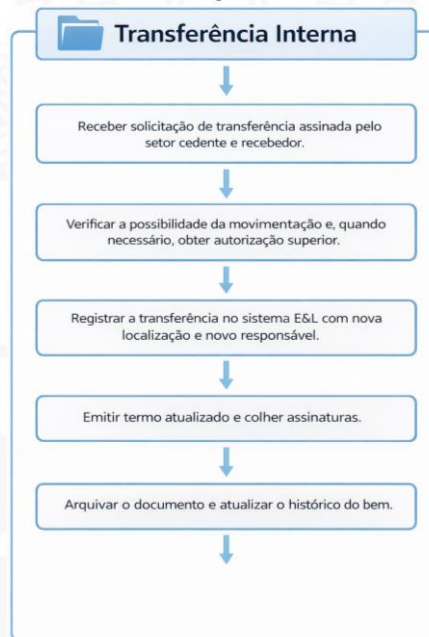 Transferência Interna
Receber solicitação de transferência assinada pelo
setor cedente e recebedor.
Verificar a possibilidade da movimentação e, quando
necessário, obter autorização superior.
Registrar a transferência no sistema E&L com nova
localização e novo responsável.
Emitir termo atualizado e colher assinaturas.
Arquivar o documento e atualizar o histórico do bem.